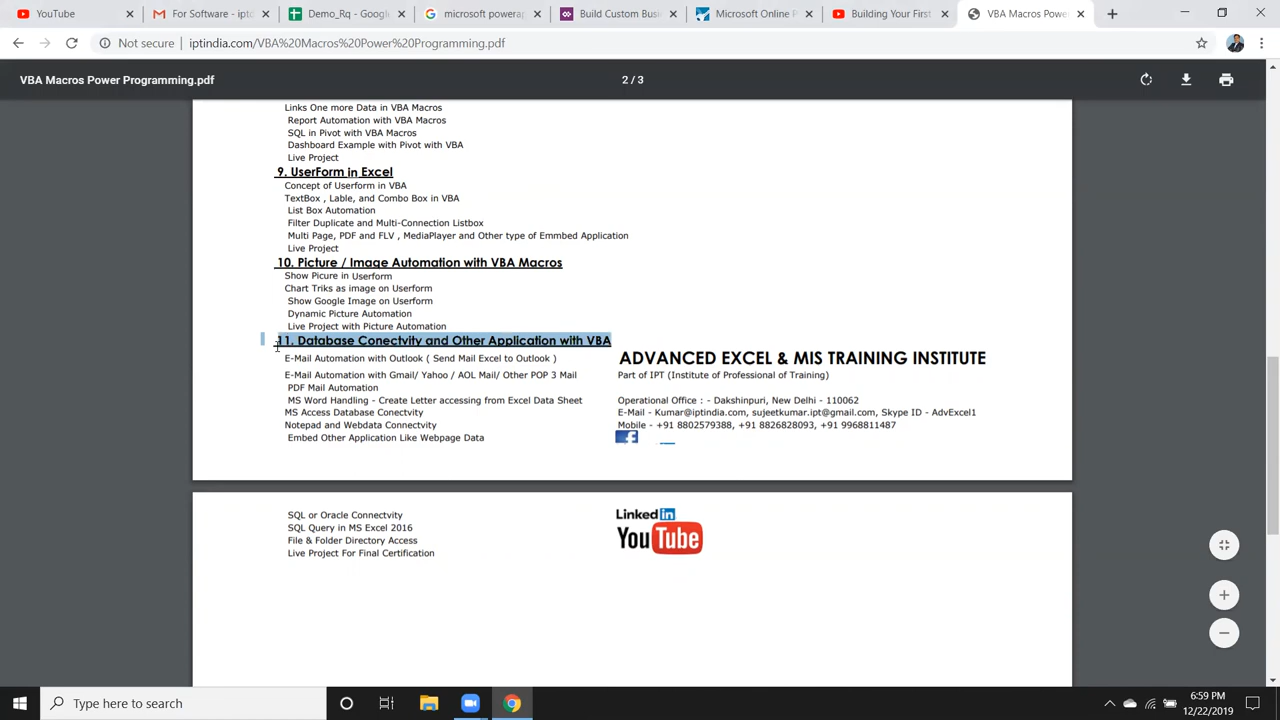 YouTube
For Software - iptd
Demo_Rq - Google
microsoft powerap
Build Custom Busi
Microsoft Online P
Building Your First
VBA Macros Powe
Not secure
iptindia.com/VBA%20Macros%20Power%20Programming.pdf
VBA Macros Power Programming.pdf
2 / 3
Links One more Data in VBA Macros
Report Automation with VBA Macros
SQL in Pivot with VBA Macros
Dashboard Example with Pivot with VBA
Live Project
9. UserForm in Excel
Concept of Userform in VBA
TextBox , Lable, and Combo Box in VBA
List Box Automation
Filter Duplicate and Multi-Connection Listbox
Multi Page, PDF and FLV , MediaPlayer and Other type of Emmbed Application
Live Project
10. Picture / Image Automation with VBA Macros
Show Picure in Userform
Chart Triks as image on Userform
Show Google Image on Userform
Dynamic Picture Automation
Live Project with Picture Automation
11. Database Conectvity and Other Application with VBA
E-Mail Automation with Outlook ( Send Mail Excel to Outlook )
E-Mail Automation with Gmail/ Yahoo / AOL Mail/ Other POP 3 Mail
PDF Mail Automation
MS Word Handling - Create Letter accessing from Excel Data Sheet
MS Access Database Conectvity
Notepad and Webdata Connectvity
Embed Other Application Like Webpage Data
ADVANCED EXCEL & MIS TRAINING INSTITUTE
Part of IPT (Institute of Professional of Training)
Operational Office : - Dakshinpuri, New Delhi - 110062
E-Mail - Kumar@iptindia.com, sujeetkumar.ipt@gmail.com, Skype ID - AdvExcel1
Mobile - +91 8802579388, +91 8826828093, +91 9968811487
SQL or Oracle Connectvity
SQL Query in MS Excel 2016
File & Folder Directory Access
Live Project For Final Certification
Linked in
YouTube
Type here to search
6:59 PM
12/22/2019